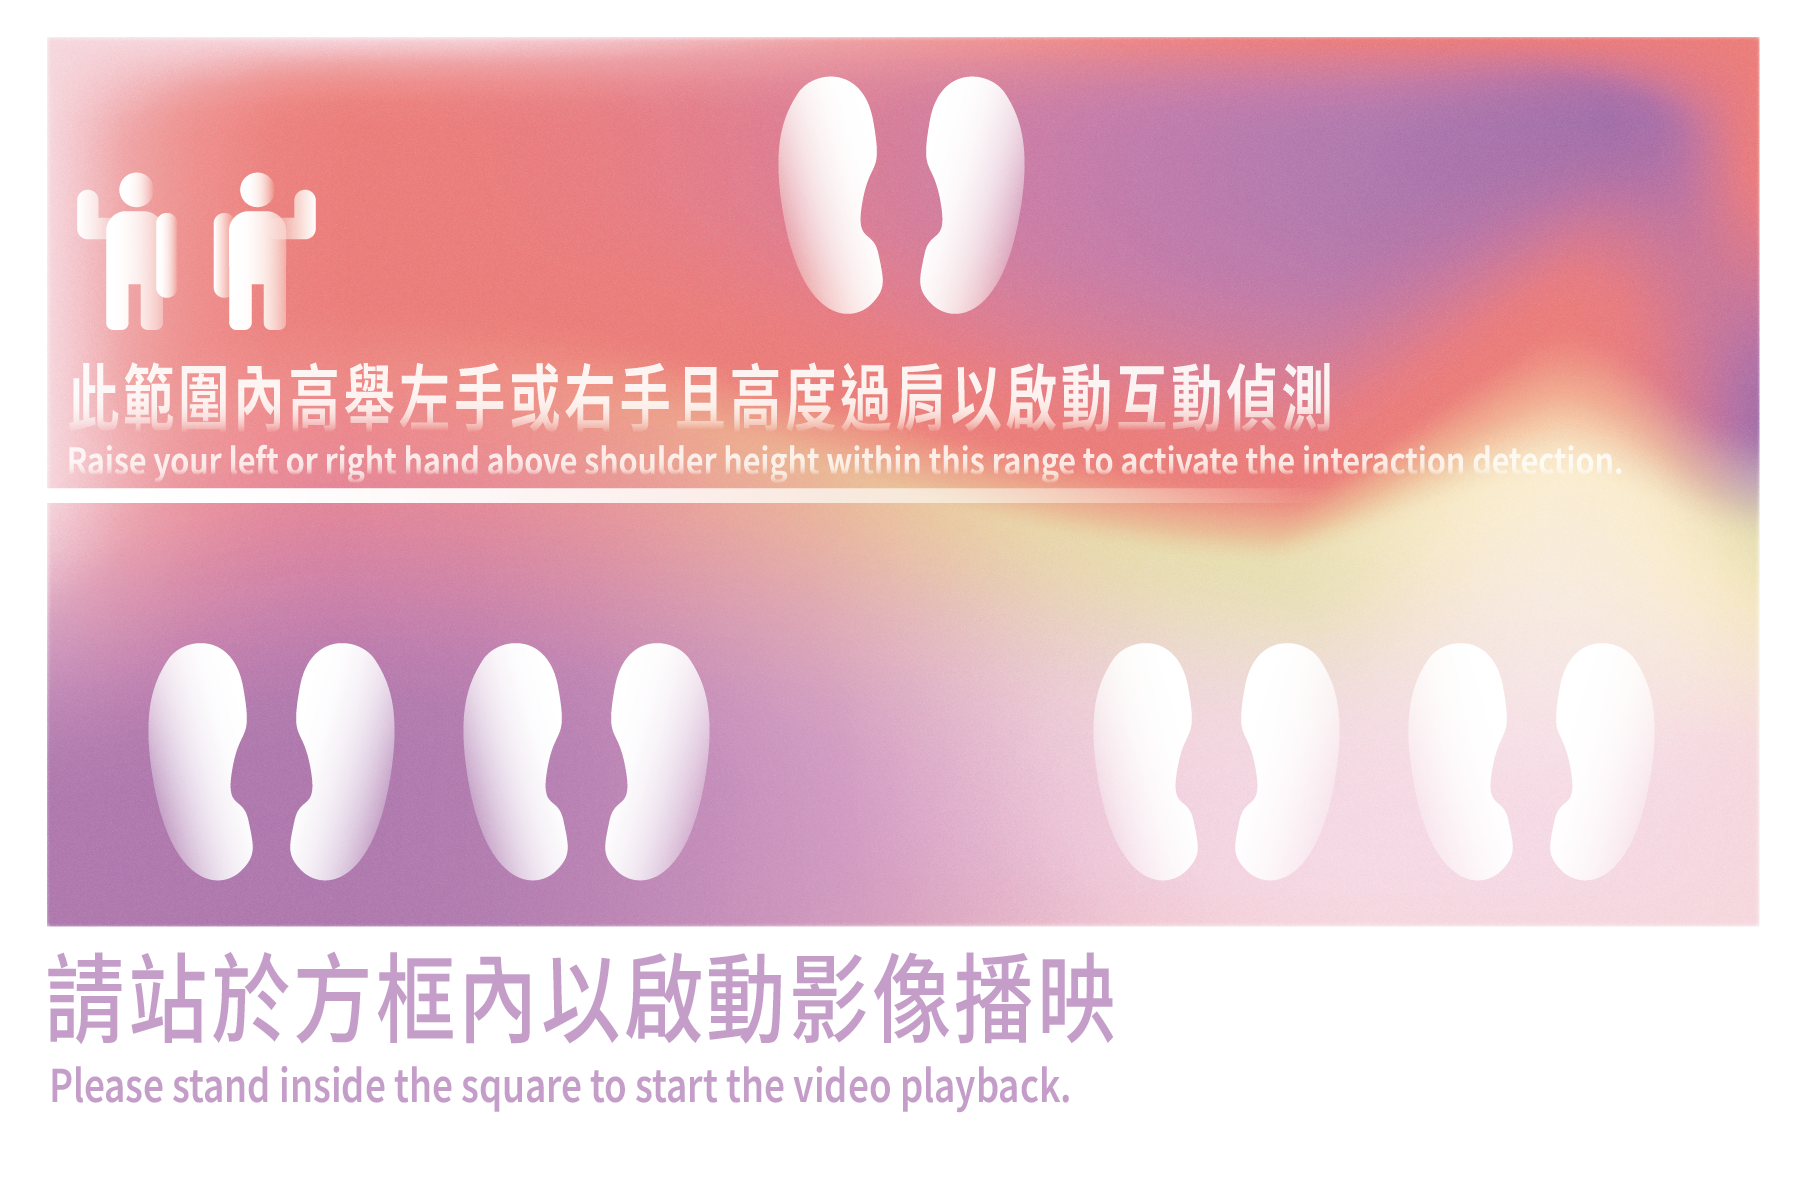 此範圍內高舉左手或右手且高度過肩以啟動互動偵測
Raise your left or right hand above shoulder height within this range to activate the interaction detection.
請站於方框內以啟動影像播映
Please stand inside the square to start the video playback.